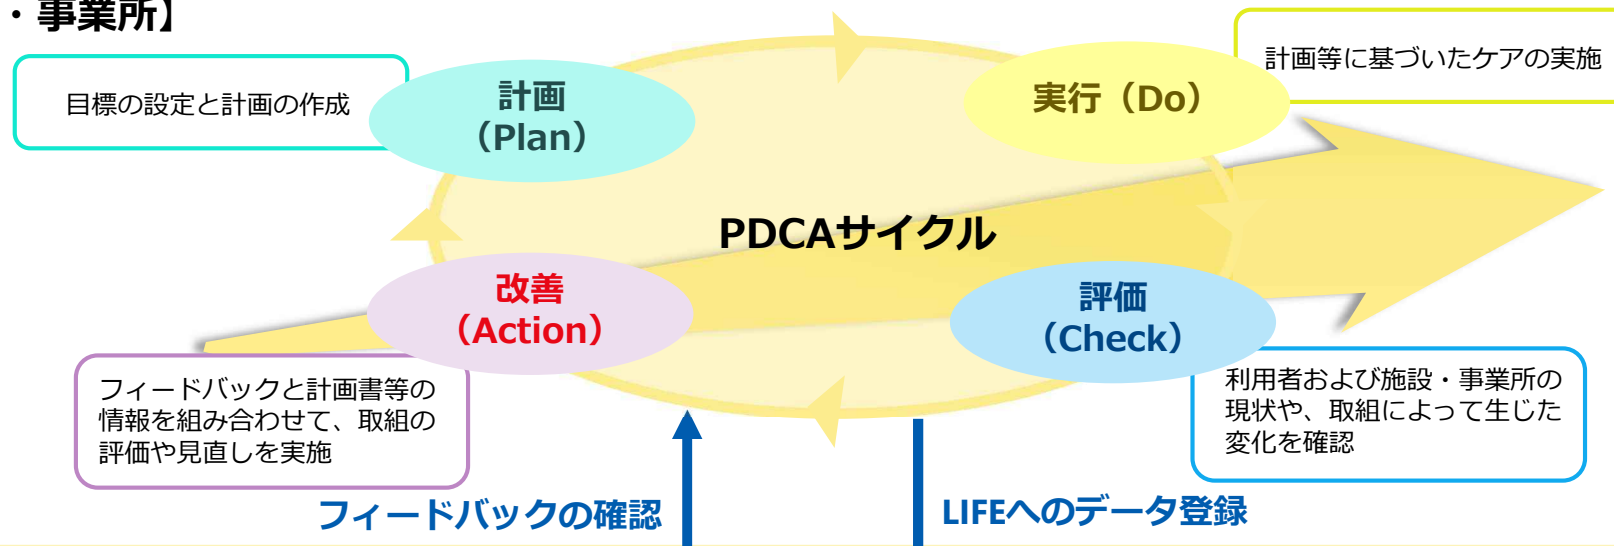 ・事業所】
目標の設定と計画の作成
計画
（Plan）
実行（Do）
計画等に基づいたケアの実施
PDCAサイクル
改善
（Action）
評価
（Check）
フィードバックと計画書等の
情報を組み合わせて、取組の
評価や見直しを実施
利用者および施設・事業所の
現状や、取組によって生じた
変化を確認
フィードバックの確認
LIFEへのデータ登録